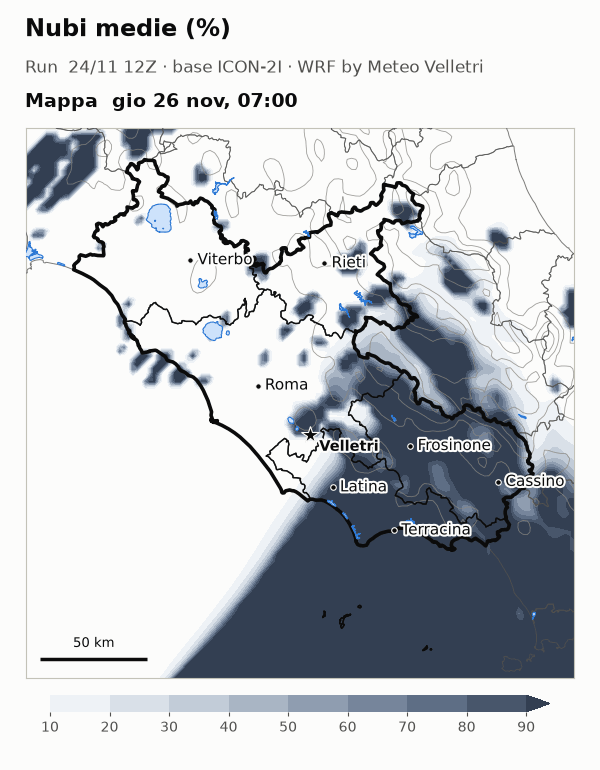 Nubi medie (%)
Run  24/11 12Z · base ICON-2I · WRF by Meteo Velletri
Mappa  gio 26 nov, 07:00
Viterbo
Rieti
Roma
Velletri
Frosinone
Latina
Cassino
Terracina
50 km
10 20 30 40 50 60 70 80 90